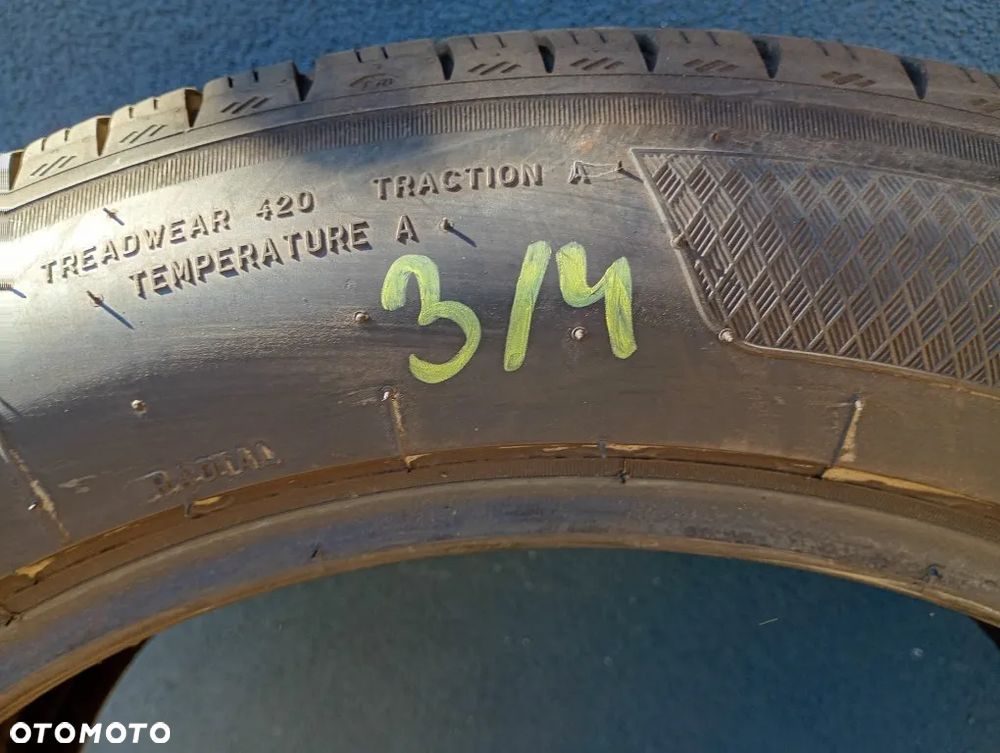 TREADWEAR 420 TRACTION A
TEMPERATURE A
3/4
RADIAL
OTOMOTO